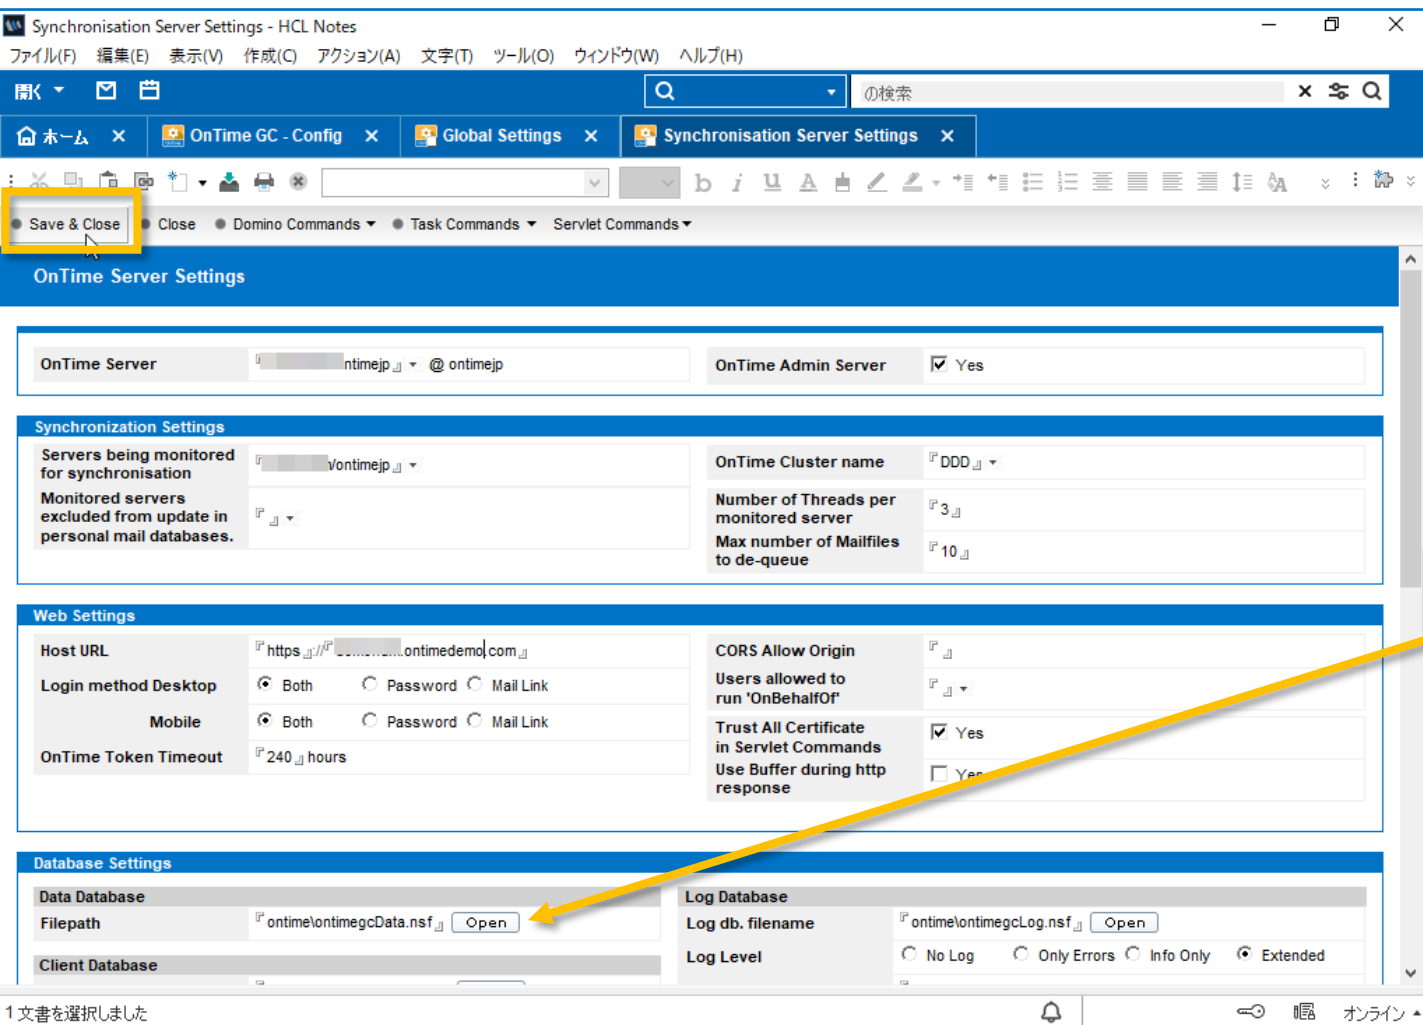 Synchronisation Server Settings - HCL Notes
ファイル(F) 編集(E) 表示(V) 作成(C) アクション(A) 文字(T) ツール(O) ウィンドウ(W) ヘルプ(H)
開く の検索
ホーム OnTime GC - Config Global Settings Synchronisation Server Settings
b i U A
Save & Close Close Domino Commands Task Commands Servlet Commands
OnTime Server Settings
OnTime Server ntimejp @ ontimejp OnTime Admin Server Yes
Synchronization Settings
Servers being monitored for synchronisation /ontimejp OnTime Cluster name DDD
Monitored servers excluded from update in personal mail databases. Number of Threads per monitored server 3
Max number of Mailfiles to de-queue 10
Web Settings
Host URL https :// .ontimedemo.com CORS Allow Origin
Login method Desktop Both Password Mail Link Users allowed to run 'OnBehalfOf'
Mobile Both Password Mail Link Trust All Certificate in Servlet Commands Yes
OnTime Token Timeout 240 hours Use Buffer during http response Yes
Database Settings
Data Database Log Database
Filepath ontime\ontimegcData.nsf Open Log db. filename ontime\ontimegcLog.nsf Open
Log Level No Log Only Errors Info Only Extended
Client Database
1 文書を選択しました オンライン